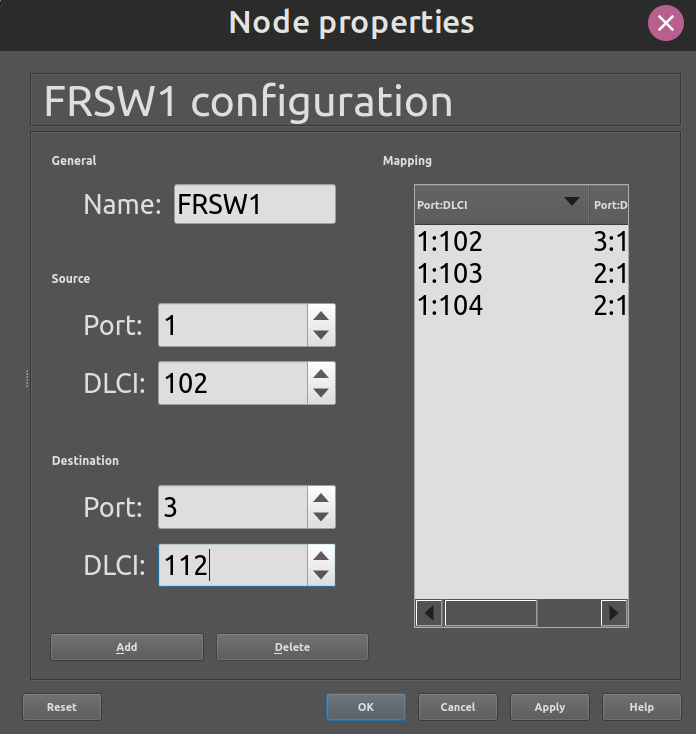 Node properties
FRSW1 configuration
General
Name: FRSW1
Source
Port: 1
DLCI: 102
Destination
Port: 3
DLCI: 112
Add Delete
Mapping
Port:DLCI Port:D
1:102 3:1
1:103 2:1
1:104 2:1
Reset OK Cancel Apply Help